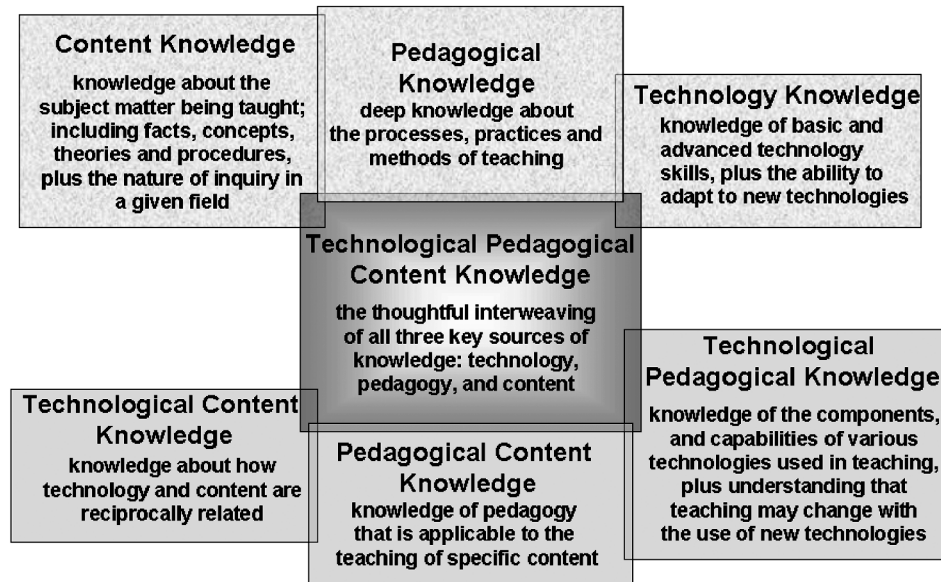 Content Knowledge
knowledge about the
subject matter being taught;
including facts, concepts,
theories and procedures,
plus the nature of inquiry in
a given field
Pedagogical
Knowledge
deep knowledge about
the processes, practices and
methods of teaching
Technology Knowledge
knowledge of basic and
advanced technology
skills, plus the ability to
adapt to new technologies
Technological Pedagogical
Content Knowledge
the thoughtful interweaving
of all three key sources of
knowledge: technology,
pedagogy, and content
Technological Content
Knowledge
knowledge about how
technology and content are
reciprocally related
Pedagogical Content
Knowledge
knowledge of pedagogy
that is applicable to the
teaching of specific content
Technological
Pedagogical Knowledge
knowledge of the components,
and capabilities of various
technologies used in teaching,
plus understanding that
teaching may change with
the use of new technologies